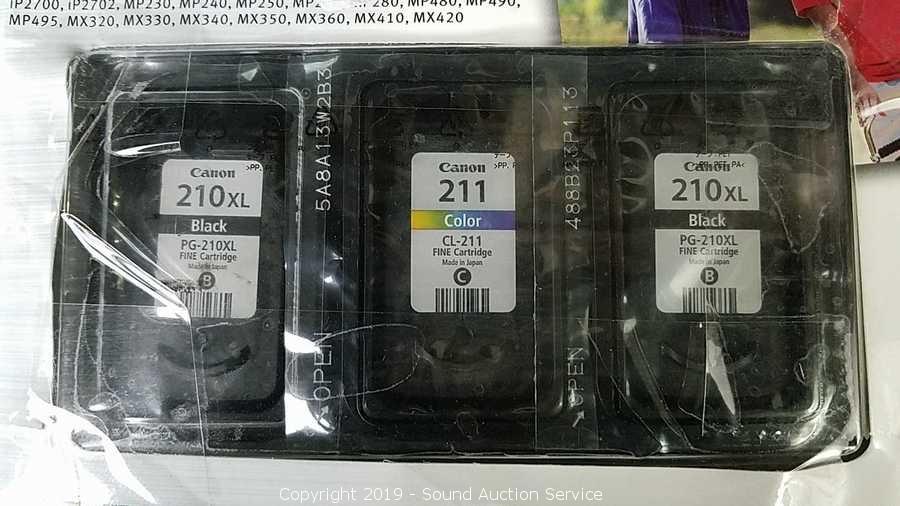 iP2700, iP2702, MP230, MP240, MP250, MP2 ... 280, MP480, MP490,
MP495, MX320, MX330, MX340, MX350, MX360, MX410, MX420
Canon
210XL
Black
PG-210XL
FINE Cartridge
Made in Japan
B
5A8A13W2B3
OPEN
Canon
211
Color
CL-211
FINE Cartridge
Made in Japan
C
488B26P113
OPEN
Canon
210XL
Black
PG-210XL
FINE Cartridge
Made in Japan
B
Copyright 2019 - Sound Auction Service